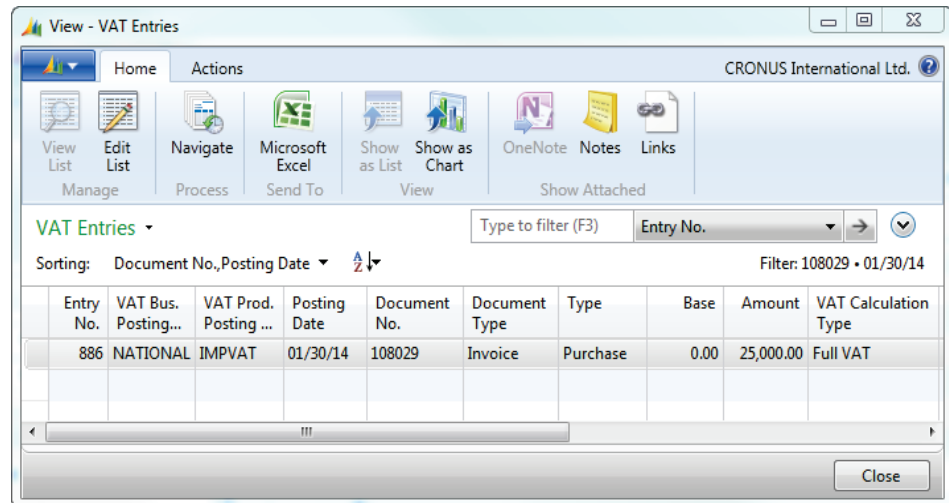 View - VAT Entries
Home Actions CRONUS International Ltd.
View List Edit List Navigate Microsoft Excel Show as List Show as Chart OneNote Notes Links
Manage Process Send To View Show Attached
VAT Entries Type to filter (F3) Entry No.
Sorting: Document No.,Posting Date A Z Filter: 108029 • 01/30/14
Entry No. VAT Bus. Posting... VAT Prod. Posting ... Posting Date Document No. Document Type Type Base Amount VAT Calculation Type
886 NATIONAL IMPVAT 01/30/14 108029 Invoice Purchase 0.00 25,000.00 Full VAT
Close